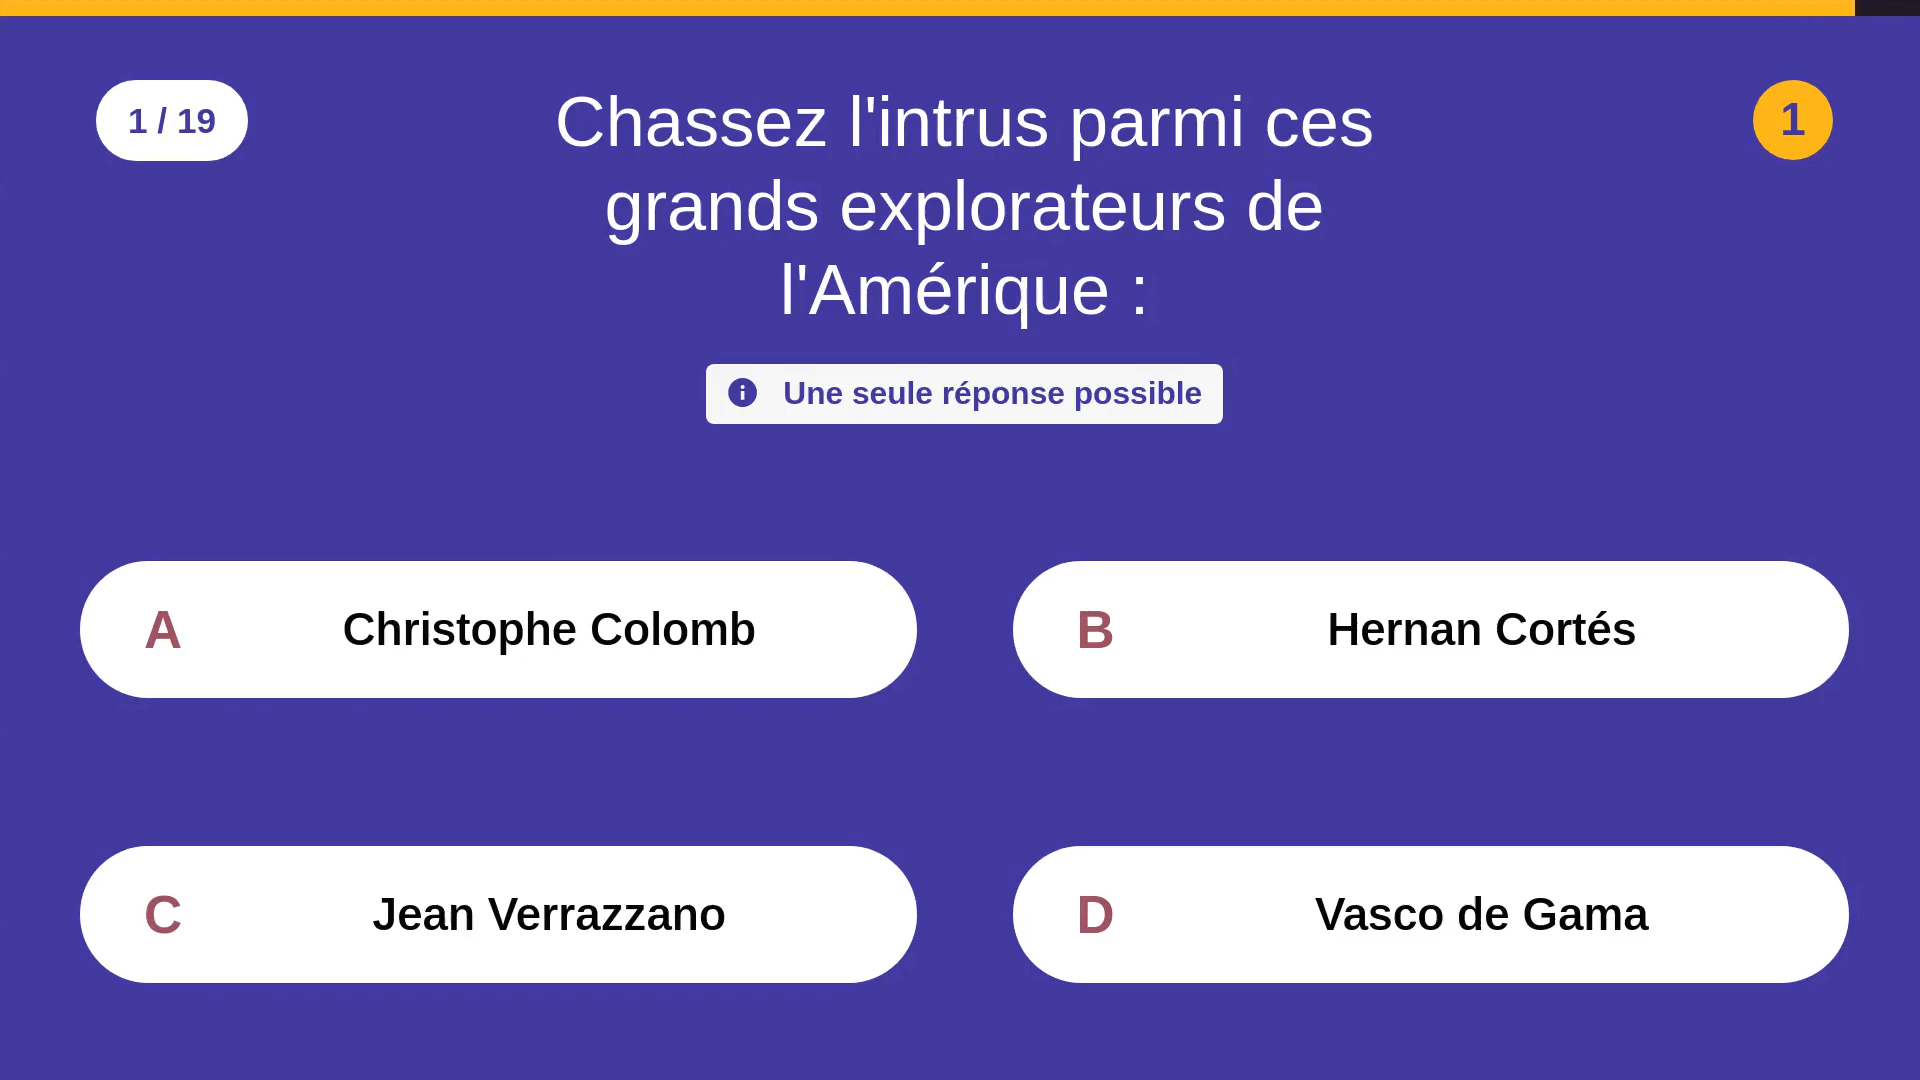 1 / 19
Chassez l'intrus parmi ces
grands explorateurs de
l'Amérique :
1
Une seule réponse possible
A Christophe Colomb
B Hernan Cortés
C Jean Verrazzano
D Vasco de Gama